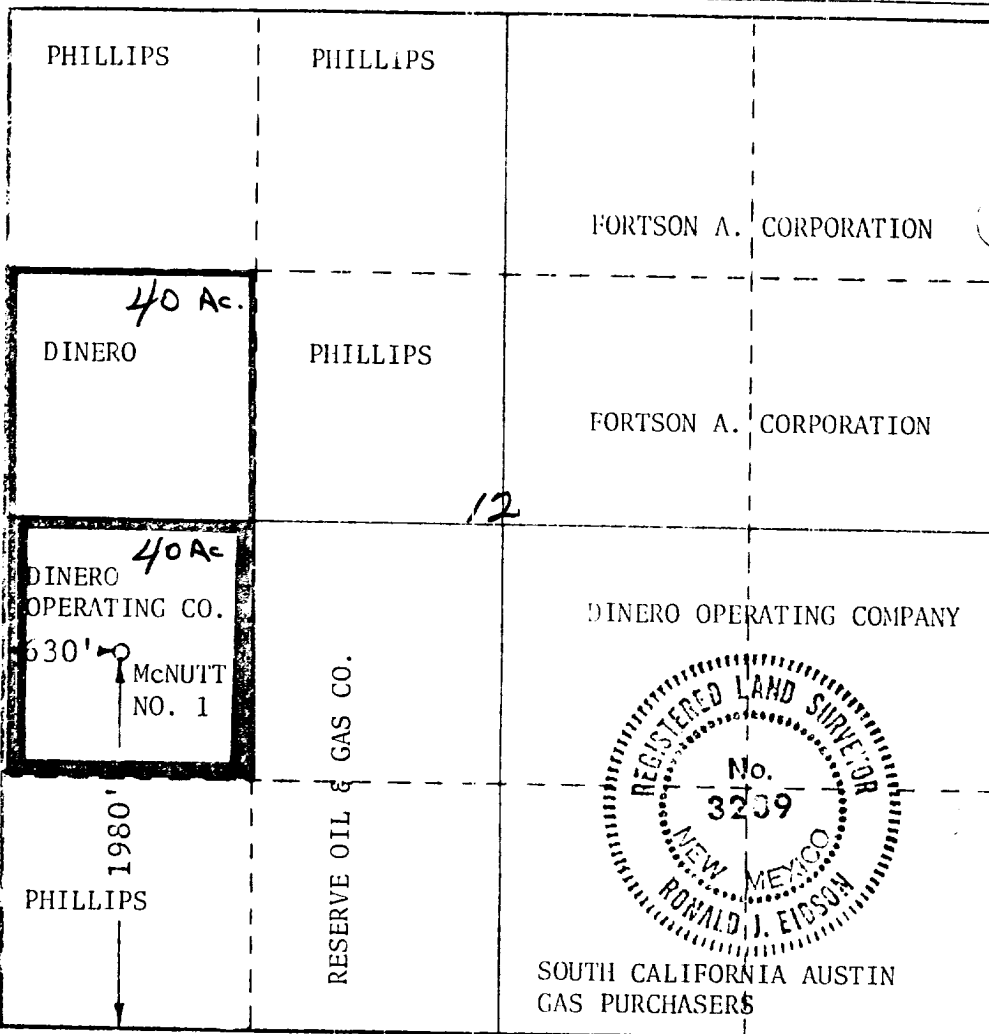 PHILLIPS
PHILLIPS
FORTSON A. CORPORATION
40 Ac.
DINERO
PHILLIPS
FORTSON A. CORPORATION
12
40 Ac
DINERO
OPERATING CO.
630'
McNUTT
NO. 1
DINERO OPERATING COMPANY
RESERVE OIL & GAS CO.
REGISTERED LAND SURVEYOR
No.
NEW MEXICO
RONALD J. EIDSON
1980'
PHILLIPS
SOUTH CALIFORNIA AUSTIN
GAS PURCHASERS